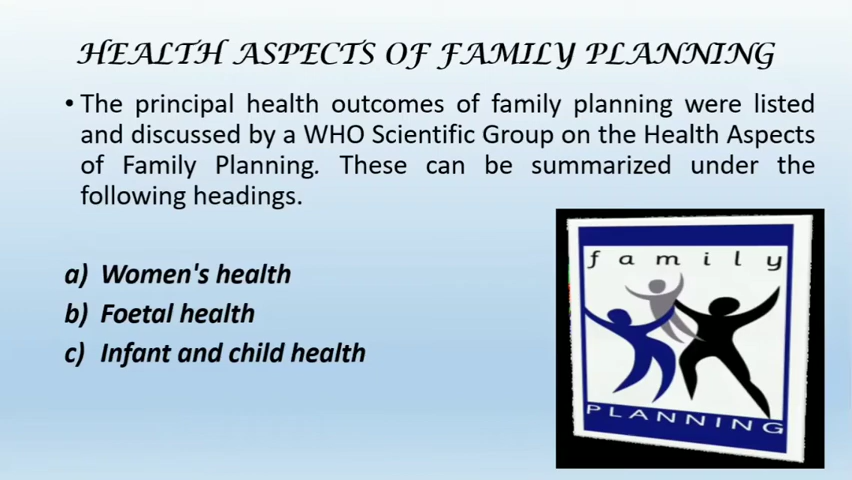 HEALTH ASPECTS OF FAMILY PLANNING
• The principal health outcomes of family planning were listed
and discussed by a WHO Scientific Group on the Health Aspects
of Family Planning. These can be summarized under the
following headings.
a) Women's health
b) Foetal health
c) Infant and child health
family
PLANNING